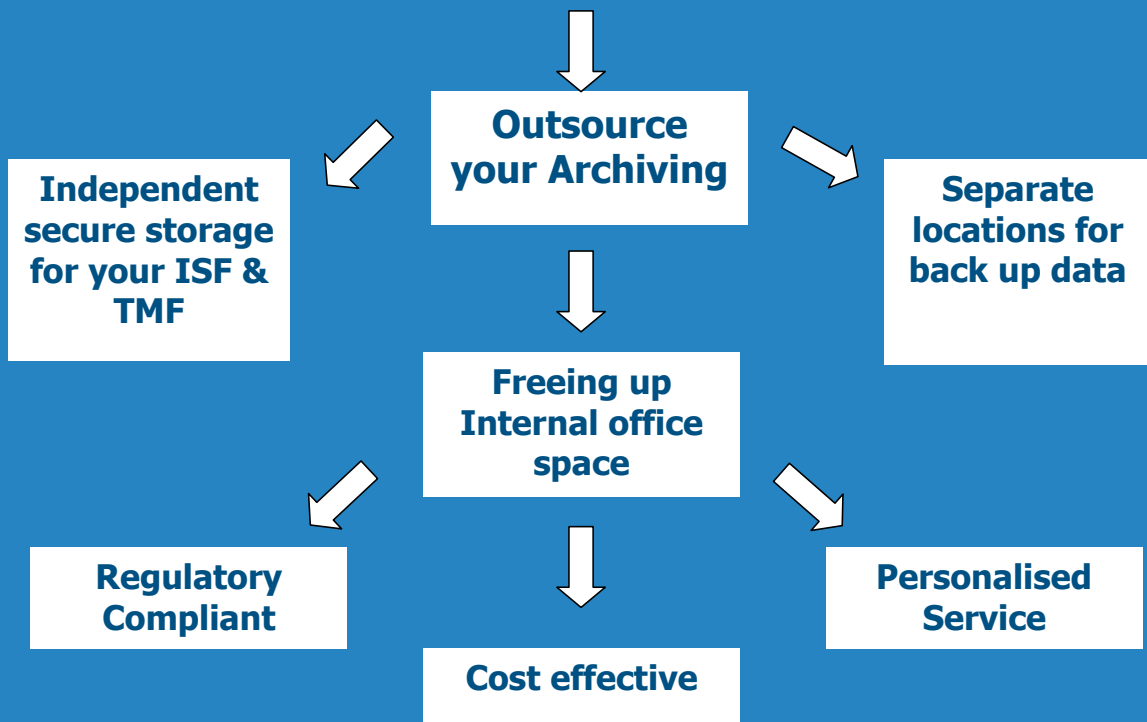 Outsource
your Archiving
Independent
secure storage
for your ISF &
TMF
Separate
locations for
back up data
Freeing up
Internal office
space
Regulatory
Compliant
Personalised
Service
Cost effective